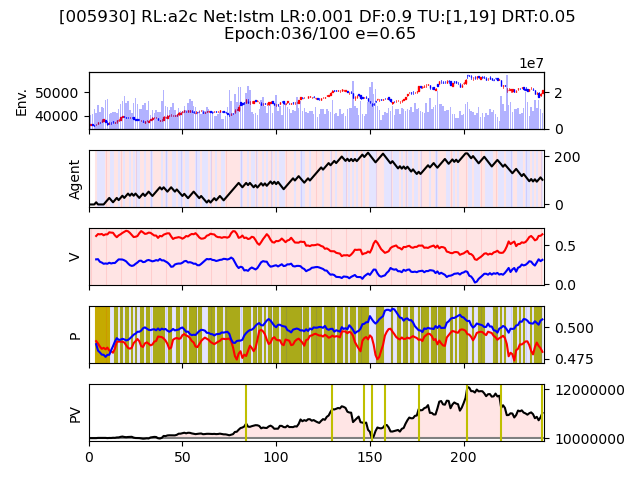 [005930] RL:a2c Net:lstm LR:0.001 DF:0.9 TU:[1,19] DRT:0.05
Epoch:036/100 e=0.65
1e7
Env.
50000
40000
2
0
Agent
200
0
V
0.5
0.0
P
0.500
0.475
PV
12000000
10000000
0
50
100
150
200